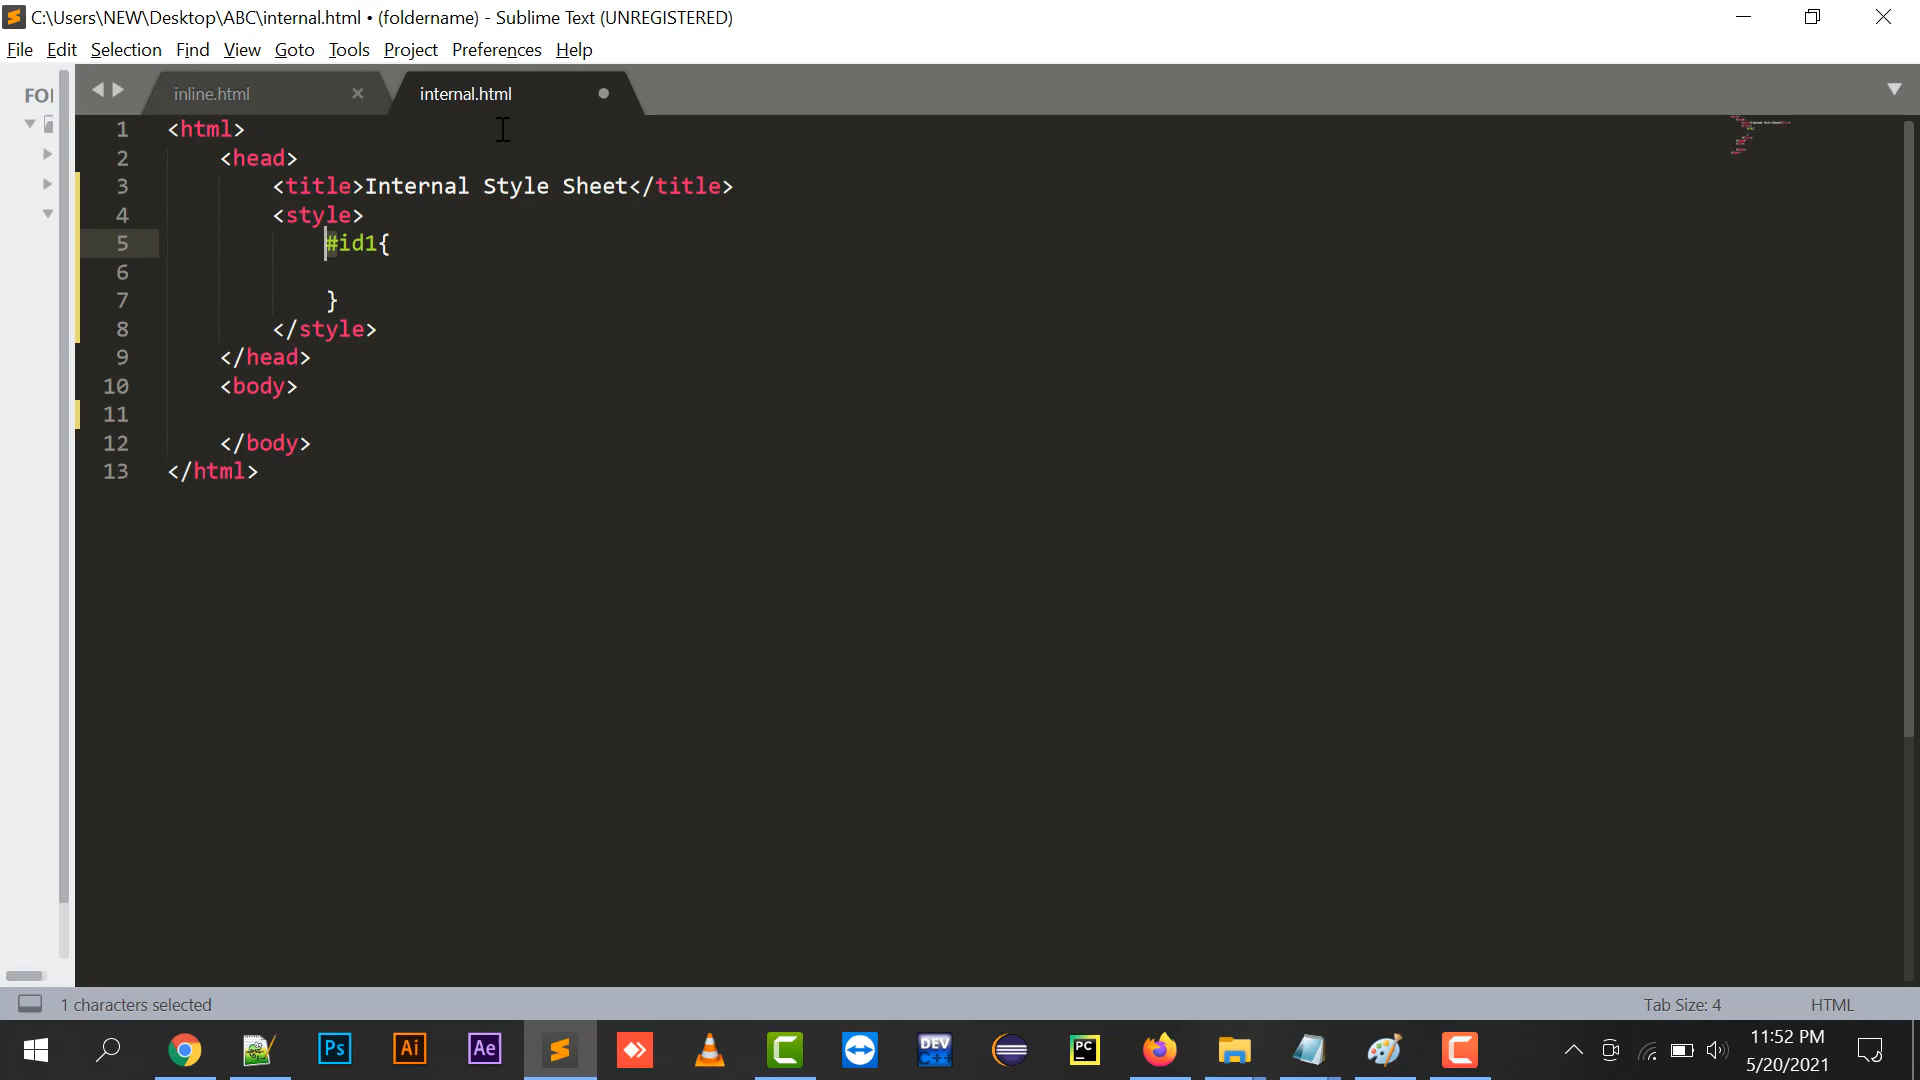 C:\Users\NEW\Desktop\ABC\internal.html • (foldername) - Sublime Text (UNREGISTERED)
File Edit Selection Find View Goto Tools Project Preferences Help
FOI
inline.html × internal.html
1 <html>
2 <head>
3 <title>Internal Style Sheet</title>
4 <style>
5 #id1{
6
7 }
8 </style>
9 </head>
10 <body>
11
12 </body>
13 </html>
1 characters selected
Tab Size: 4
HTML
Ps Ai Ae DEV C++ PC
11:52 PM
5/20/2021